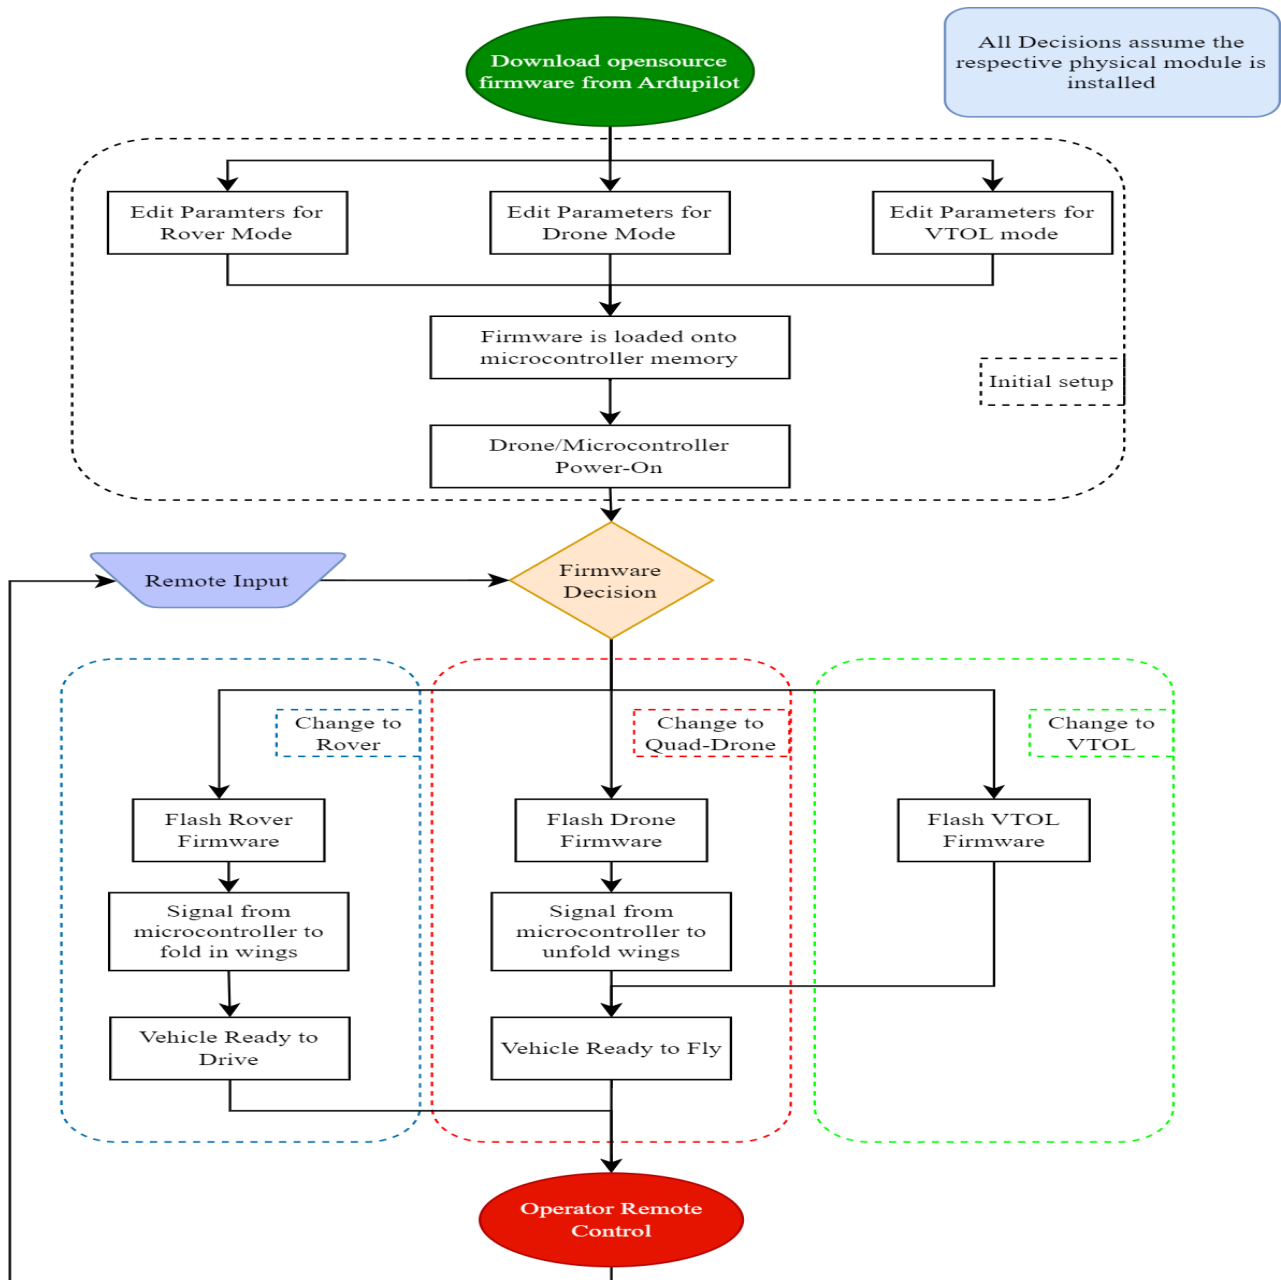 Download opensource
firmware from Ardupilot
All Decisions assume the
respective physical module is
installed
Edit Paramters for
Rover Mode
Edit Parameters for
Drone Mode
Edit Parameters for
VTOL mode
Firmware is loaded onto
microcontroller memory
Initial setup
Drone/Microcontroller
Power-On
Remote Input
Firmware
Decision
Change to
Rover
Change to
Quad-Drone
Change to
VTOL
Flash Rover
Firmware
Flash Drone
Firmware
Flash VTOL
Firmware
Signal from
microcontroller to
fold in wings
Signal from
microcontroller to
unfold wings
Vehicle Ready to
Drive
Vehicle Ready to Fly
Operator Remote
Control